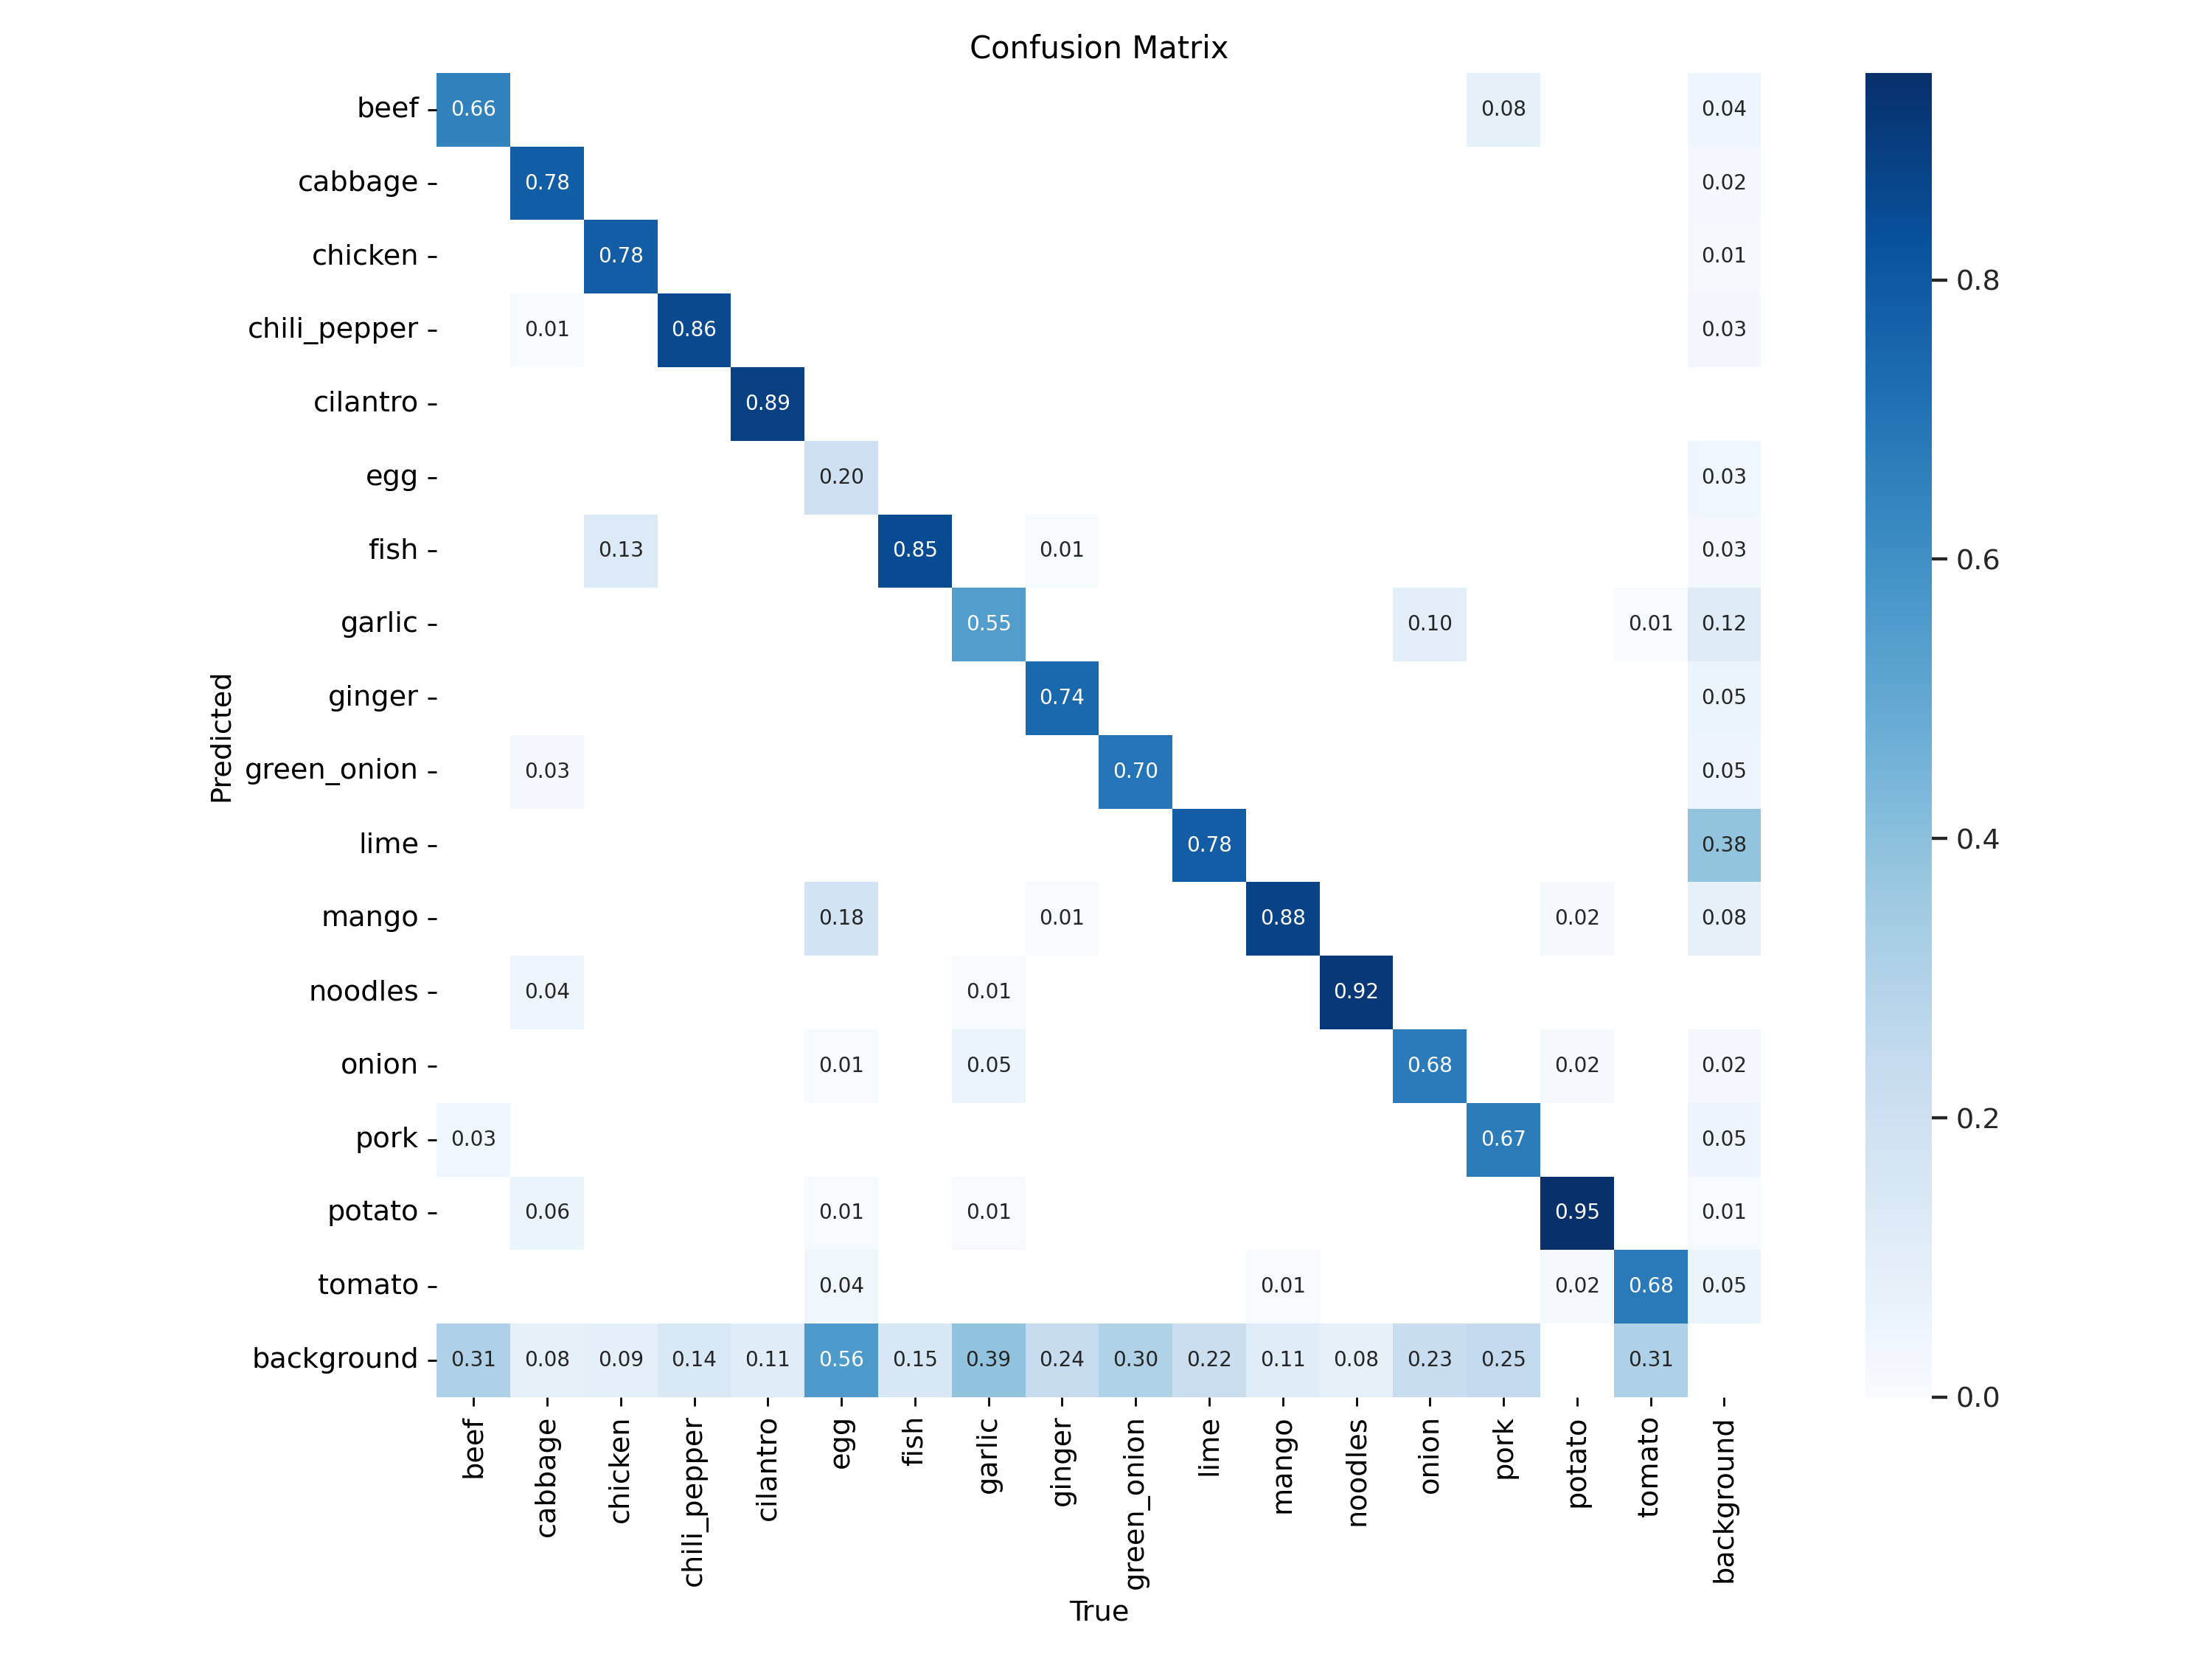 Confusion Matrix
beef 0.66 0.08 0.04
cabbage 0.78 0.02
chicken 0.78 0.01
chili_pepper 0.01 0.86 0.03
cilantro 0.89
egg 0.20 0.03
fish 0.13 0.85 0.01 0.03
garlic 0.55 0.10 0.01 0.12
ginger 0.74 0.05
green_onion 0.03 0.70 0.05
lime 0.78 0.38
mango 0.18 0.01 0.88 0.02 0.08
noodles 0.04 0.01 0.92
onion 0.01 0.05 0.68 0.02 0.02
pork 0.03 0.67 0.05
potato 0.06 0.01 0.01 0.95 0.01
tomato 0.04 0.01 0.02 0.68 0.05
background 0.31 0.08 0.09 0.14 0.11 0.56 0.15 0.39 0.24 0.30 0.22 0.11 0.08 0.23 0.25 0.31
Predicted
beef
cabbage
chicken
chili_pepper
cilantro
egg
fish
garlic
ginger
green_onion
lime
mango
noodles
onion
pork
potato
tomato
background
True
0.8
0.6
0.4
0.2
0.0